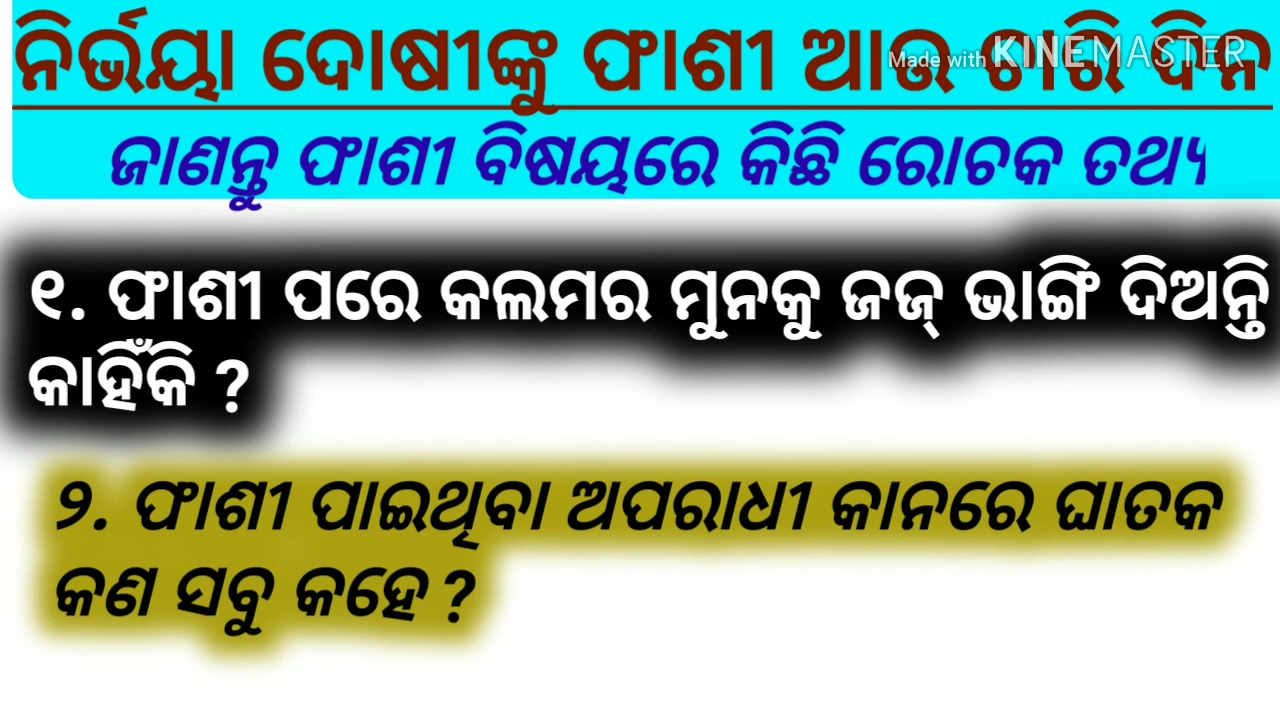 ନିର୍ଭୟା ଦୋଷୀଙ୍କୁ ଫାଶୀ ଆଉ ଚାରି ଦିନ
Made with KINEMASTER
ଜାଣନ୍ତୁ ଫାଶୀ ବିଷୟରେ କିଛି ରୋଚକ ତଥ୍ୟ
୧. ଫାଶୀ ପରେ କଲମର ମୁନକୁ ଜଜ୍ ଭାଙ୍ଗି ଦିଅନ୍ତି
କାହିଁକି ?
୨. ଫାଶୀ ପାଇଥିବା ଅପରାଧୀ କାନରେ ଘାତକ
କଣ ସବୁ କହେ ?